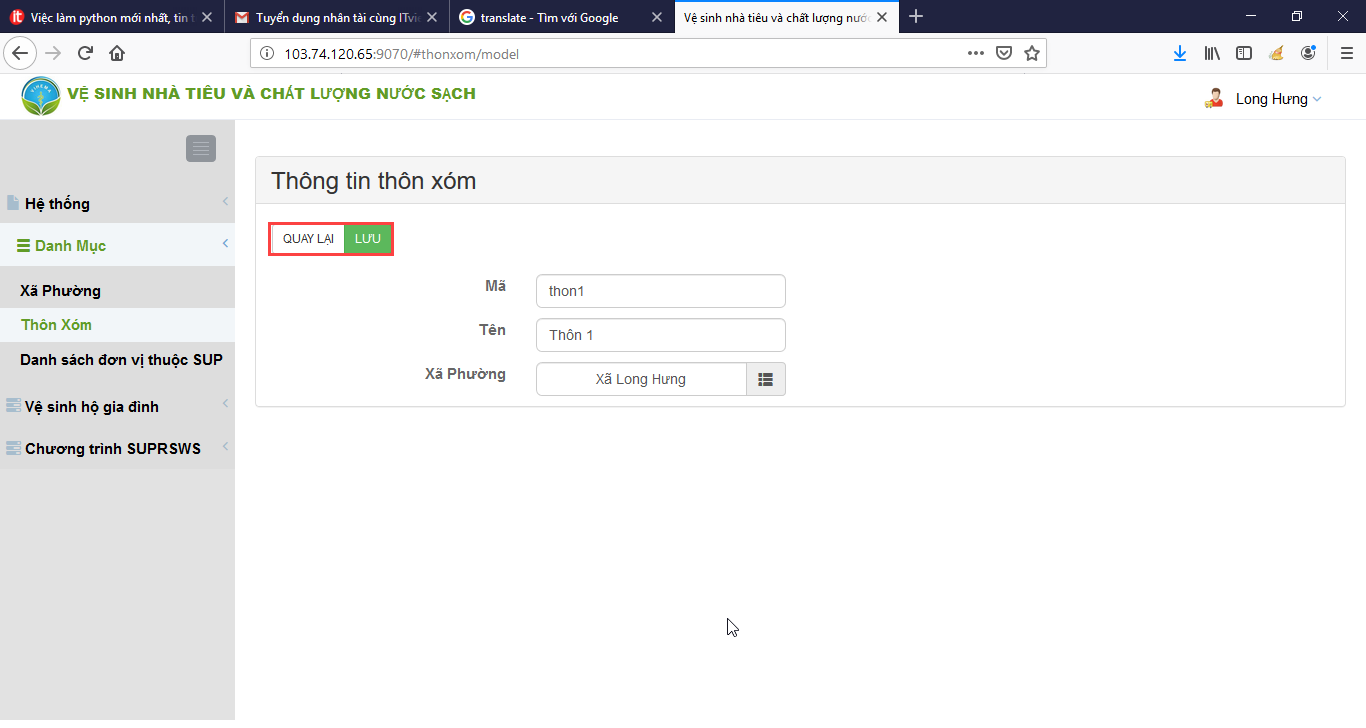 Việc làm python mới nhất, tin t
Tuyển dụng nhân tài cùng ITvie
translate - Tìm với Google
Vệ sinh nhà tiêu và chất lượng nước
103.74.120.65:9070/#thonxom/model
VỆ SINH NHÀ TIÊU VÀ CHẤT LƯỢNG NƯỚC SẠCH
Long Hưng
Hệ thống
Danh Mục
Xã Phường
Thôn Xóm
Danh sách đơn vị thuộc SUP
Vệ sinh hộ gia đình
Chương trình SUPRSWS
Thông tin thôn xóm
QUAY LẠI LƯU
Mã thon1
Tên Thôn 1
Xã Phường Xã Long Hưng